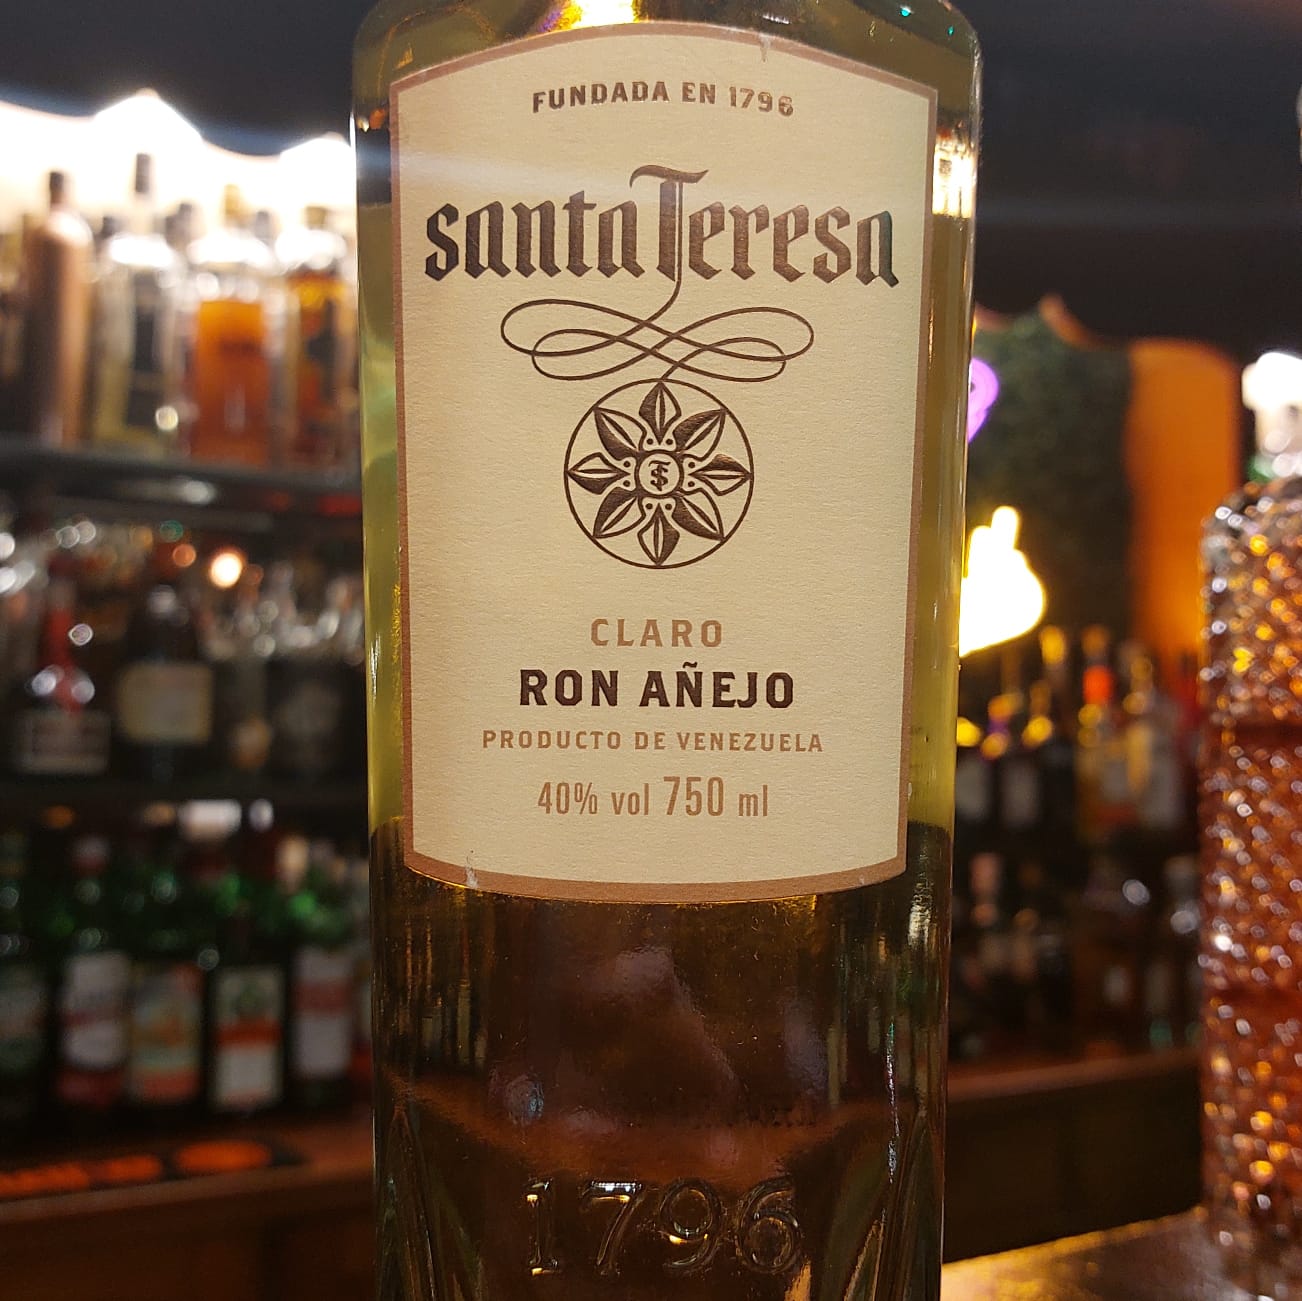 FUNDADA EN 1796
santa Teresa
CLARO
RON AÑEJO
PRODUCTO DE VENEZUELA
40% vol 750 ml
1796